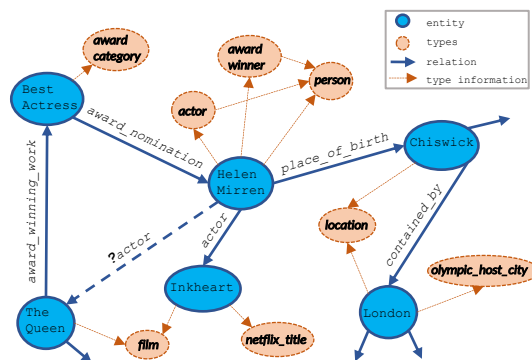 entity
types
relation
type information
award
category
award
winner
person
actor
Best
Actress
award_nomination
Helen
Mirren
place_of_birth
Chiswick
award_winning_work
?actor
actor
location
contained_by
olympic_host_city
Inkheart
The
Queen
film
netflix_title
London